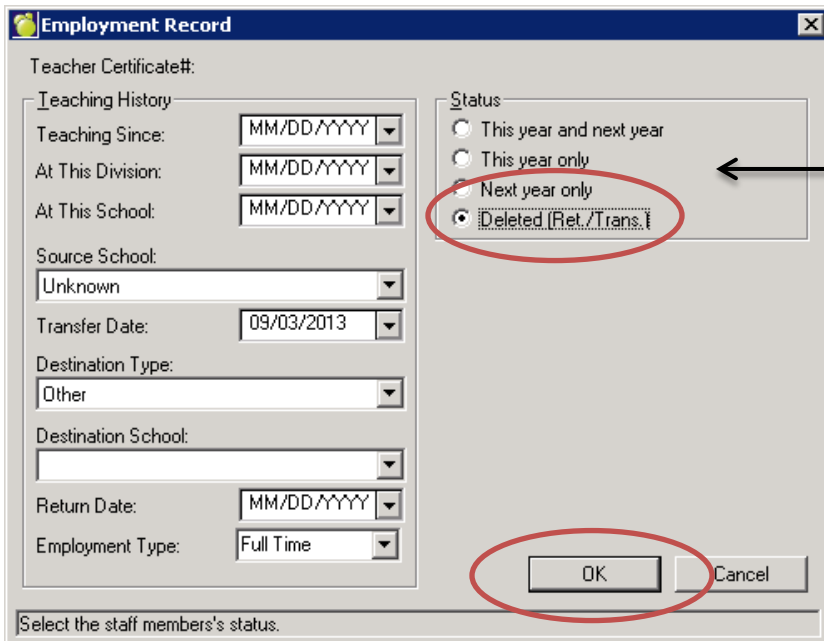 Employment Record
Teacher Certificate#:
Teaching History
Teaching Since: MM/DD/YYYY
At This Division: MM/DD/YYYY
At This School: MM/DD/YYYY
Source School:
Unknown
Transfer Date: 09/03/2013
Destination Type:
Other
Destination School:
Return Date: MM/DD/YYYY
Employment Type: Full Time
Status
This year and next year
This year only
Next year only
Deleted (Ret./Trans.)
OK Cancel
Select the staff members's status.